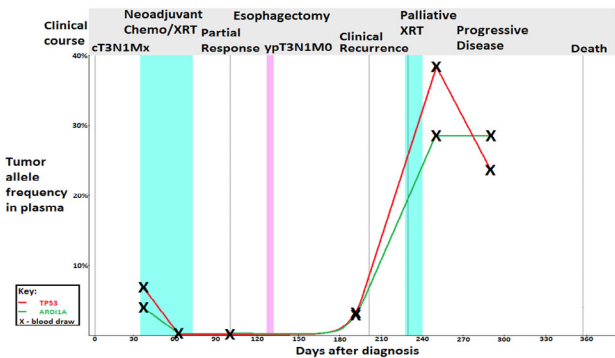 Clinical course
Neoadjuvant Chemo/XRT
Esophagectomy
Palliative XRT
cT3N1Mx
Partial Response
ypT3N1M0
Clinical Recurrence
Progressive Disease
Death
40%
30%
20%
10%
Tumor
allele
frequency
in plasma
Key:
TP53
ARDI1A
X - blood draw
X X X X X X X X X
0 30 60 90 120 150 180 210 240 270 290 330 360
Days after diagnosis